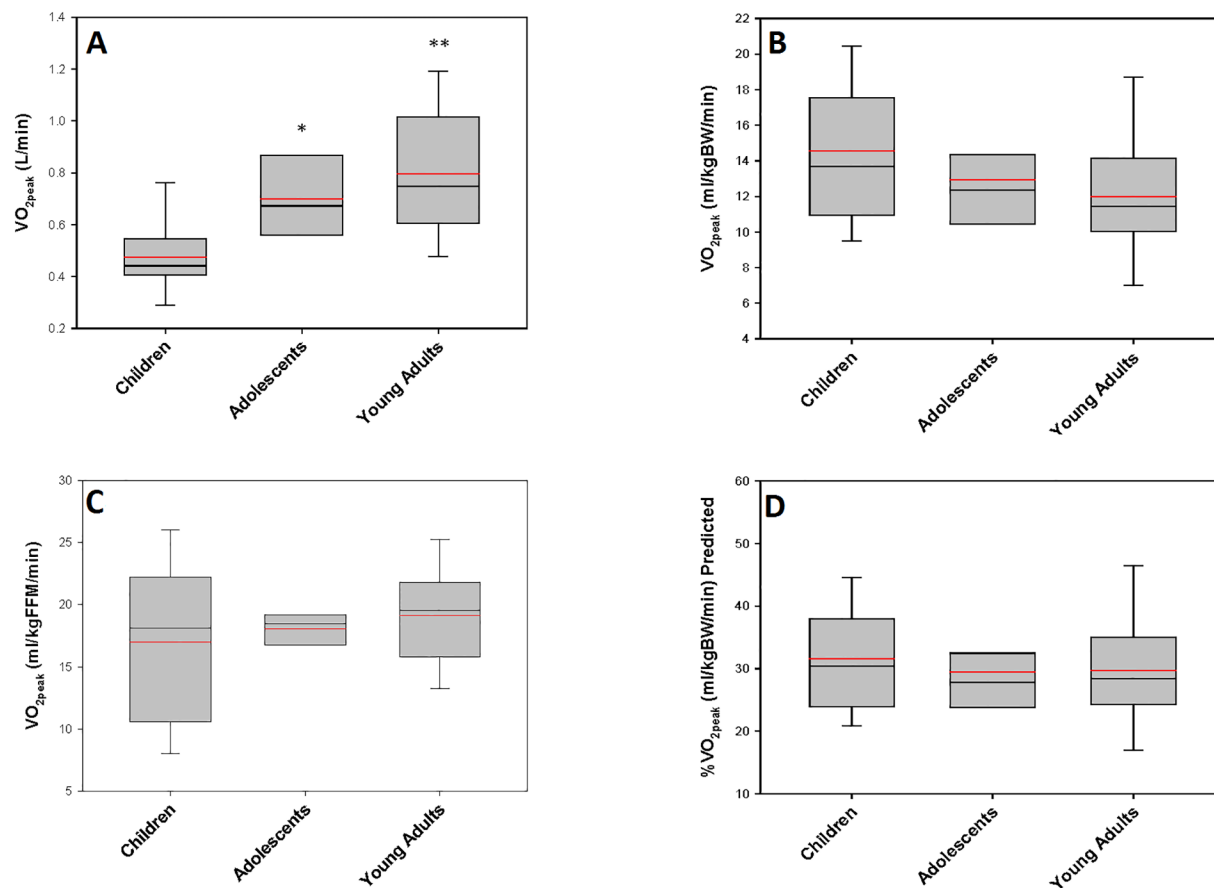 A
VO2peak (L/min)
1.4
1.2
1.0
0.8
0.6
0.4
0.2
*
**
Children
Adolescents
Young Adults
B
VO2peak (ml/kgBW/min)
22
20
18
16
14
12
10
8
6
4
Children
Adolescents
Young Adults
C
VO2peak (ml/kgFFM/min)
30
25
20
15
10
5
Children
Adolescents
Young Adults
D
% VO2peak (ml/kgBW/min) Predicted
60
50
40
30
20
10
Children
Adolescents
Young Adults